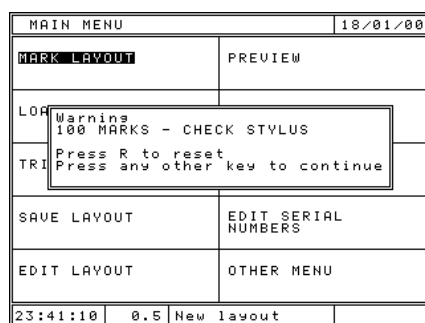 MAIN MENU 18/01/00
MARK LAYOUT PREVIEW
LOA
Warning
100 MARKS - CHECK STYLUS
Press R to reset
TRI
Press any other key to continue
SAVE LAYOUT EDIT SERIAL
NUMBERS
EDIT LAYOUT OTHER MENU
23:41:10 0.5 New layout